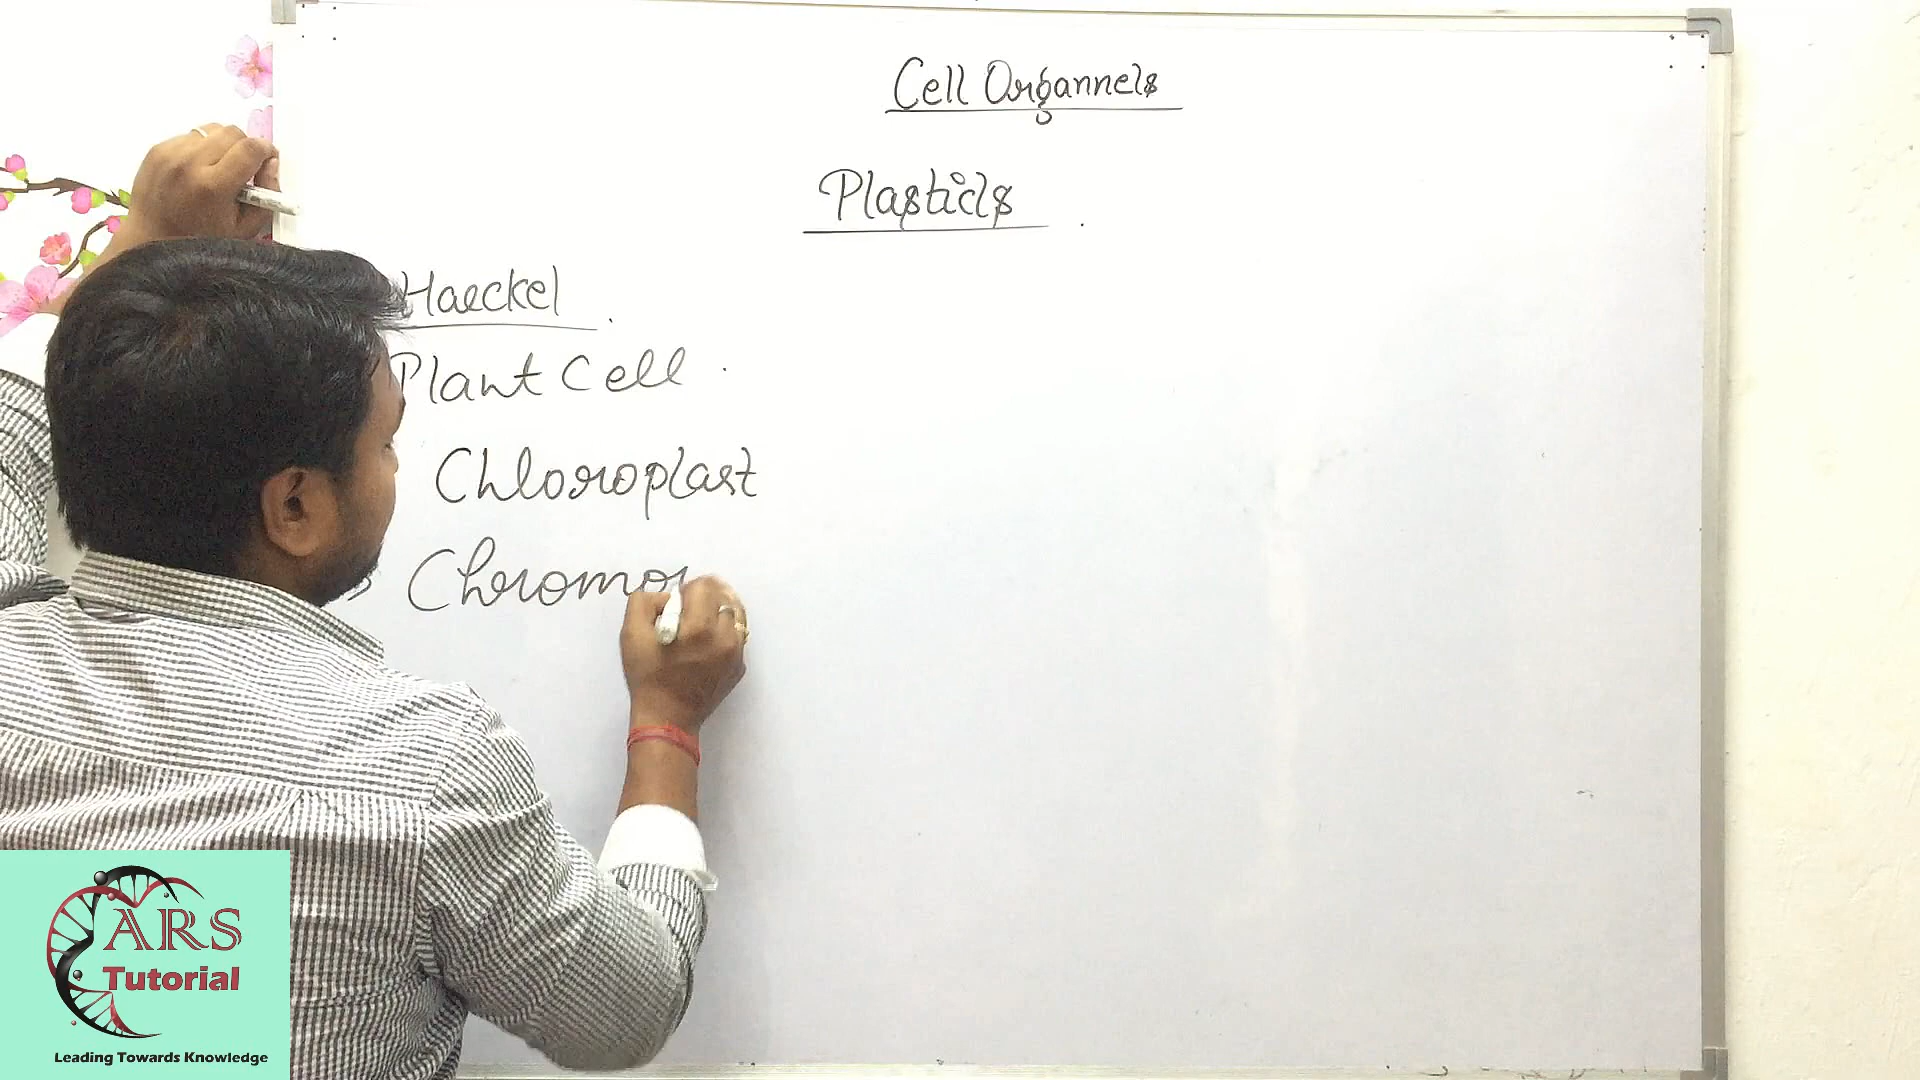 Cell Organnels
Plastids
Haeckel
Plant Cell
Chloroplast
Chromo
ARS
Tutorial
Leading Towards Knowledge